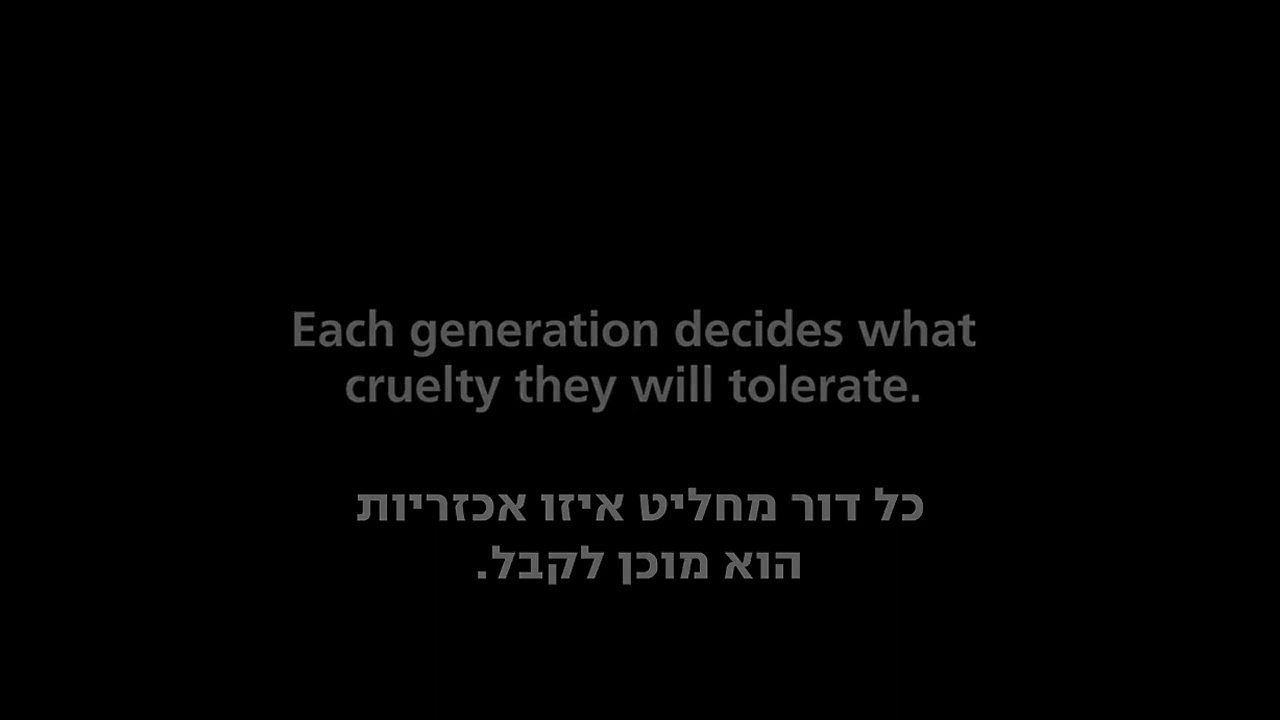 Each generation decides what
cruelty they will tolerate.
כל דור מחליט איזו אכזריות
הוא מוכן לקבל.